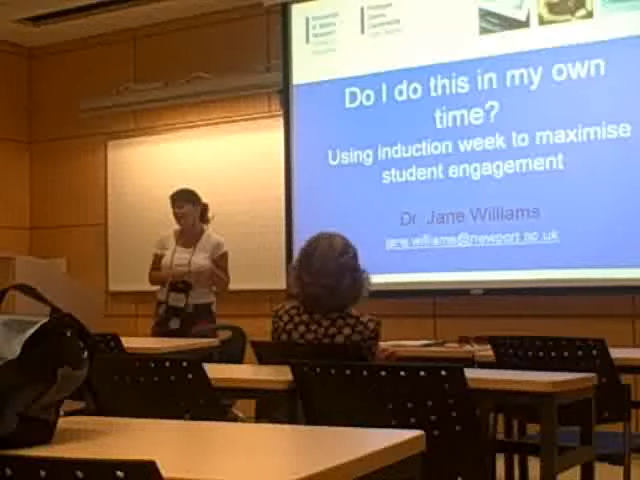 Do I do this in my own
time?
Using induction week to maximise
student engagement
Dr. Jane Williams
jane.williams@newport.ac.uk